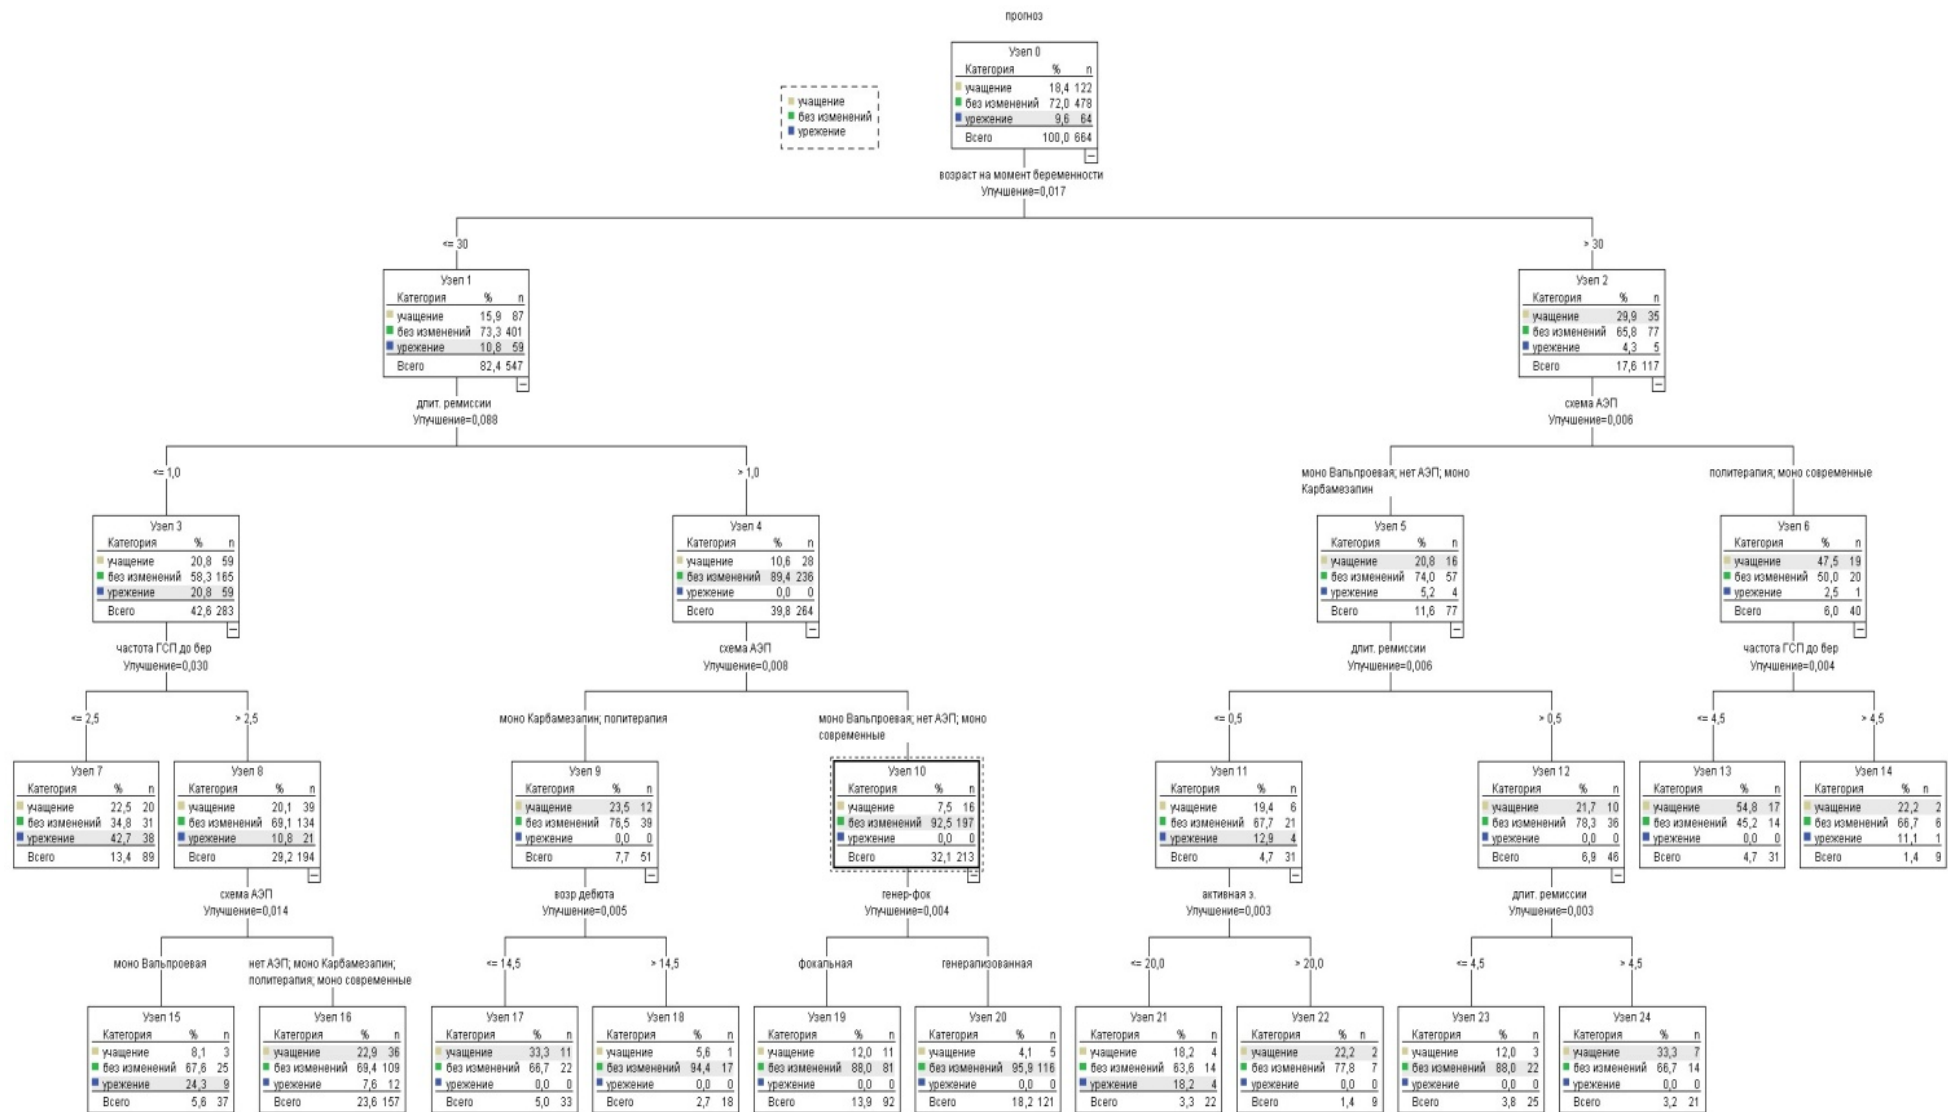 прогноз
Узел 0
Категория % n
учащение 18,4 122
без изменений 72,0 478
урежение 9,6 64
Всего 100,0 664
учащение
без изменений
урежение
возраст на момент беременности
Улучшение=0,017
<= 30
> 30
Узел 1
Категория % n
учащение 15,9 87
без изменений 73,3 401
урежение 10,8 59
Всего 82,4 547
Узел 2
Категория % n
учащение 29,9 35
без изменений 65,8 77
урежение 4,3 5
Всего 17,6 117
длит. ремиссии
Улучшение=0,088
схема АЭП
Улучшение=0,006
<= 1,0
> 1,0
моно Вальпроевая; нет АЭП; моно
Карбамезапин
политерапия; моно современные
Узел 3
Категория % n
учащение 20,8 59
без изменений 58,3 165
урежение 20,8 59
Всего 42,6 283
Узел 4
Категория % n
учащение 10,6 28
без изменений 89,4 236
урежение 0,0 0
Всего 39,8 264
Узел 5
Категория % n
учащение 20,8 16
без изменений 74,0 57
урежение 5,2 4
Всего 11,6 77
Узел 6
Категория % n
учащение 47,5 19
без изменений 50,0 20
урежение 2,5 1
Всего 6,0 40
частота ГСП до бер
Улучшение=0,030
схема АЭП
Улучшение=0,008
длит. ремиссии
Улучшение=0,006
частота ГСП до бер
Улучшение=0,004
<= 2,5
> 2,5
моно Карбамезапин; политерапия
моно Вальпроевая; нет АЭП; моно
современные
<= 0,5
> 0,5
<= 4,5
> 4,5
Узел 7
Категория % n
учащение 22,5 20
без изменений 34,8 31
урежение 42,7 38
Всего 13,4 89
Узел 8
Категория % n
учащение 20,1 39
без изменений 69,1 134
урежение 10,8 21
Всего 29,2 194
Узел 9
Категория % n
учащение 23,5 12
без изменений 76,5 39
урежение 0,0 0
Всего 7,7 51
Узел 10
Категория % n
учащение 7,5 16
без изменений 92,5 197
урежение 0,0 0
Всего 32,1 213
Узел 11
Категория % n
учащение 19,4 6
без изменений 67,7 21
урежение 12,9 4
Всего 4,7 31
Узел 12
Категория % n
учащение 21,7 10
без изменений 78,3 36
урежение 0,0 0
Всего 6,9 46
Узел 13
Категория % n
учащение 54,8 17
без изменений 45,2 14
урежение 0,0 0
Всего 4,7 31
Узел 14
Категория % n
учащение 22,2 2
без изменений 66,7 6
урежение 11,1 1
Всего 1,4 9
схема АЭП
Улучшение=0,014
возр дебюта
Улучшение=0,005
генер-фок
Улучшение=0,004
активная э.
Улучшение=0,003
длит. ремиссии
Улучшение=0,003
моно Вальпроевая
нет АЭП; моно Карбамезапин;
политерапия; моно современные
<= 14,5
> 14,5
фокальная
генерализованная
<= 20,0
> 20,0
<= 4,5
> 4,5
Узел 15
Категория % n
учащение 8,1 3
без изменений 67,6 25
урежение 24,3 9
Всего 5,6 37
Узел 16
Категория % n
учащение 22,9 36
без изменений 69,4 109
урежение 7,6 12
Всего 23,6 157
Узел 17
Категория % n
учащение 33,3 11
без изменений 66,7 22
урежение 0,0 0
Всего 5,0 33
Узел 18
Категория % n
учащение 5,6 1
без изменений 94,4 17
урежение 0,0 0
Всего 2,7 18
Узел 19
Категория % n
учащение 12,0 11
без изменений 88,0 81
урежение 0,0 0
Всего 13,9 92
Узел 20
Категория % n
учащение 4,1 5
без изменений 95,9 116
урежение 0,0 0
Всего 18,2 121
Узел 21
Категория % n
учащение 18,2 4
без изменений 63,6 14
урежение 18,2 4
Всего 3,3 22
Узел 22
Категория % n
учащение 22,2 2
без изменений 77,8 7
урежение 0,0 0
Всего 1,4 9
Узел 23
Категория % n
учащение 12,0 3
без изменений 88,0 22
урежение 0,0 0
Всего 3,8 25
Узел 24
Категория % n
учащение 33,3 7
без изменений 66,7 14
урежение 0,0 0
Всего 3,2 21